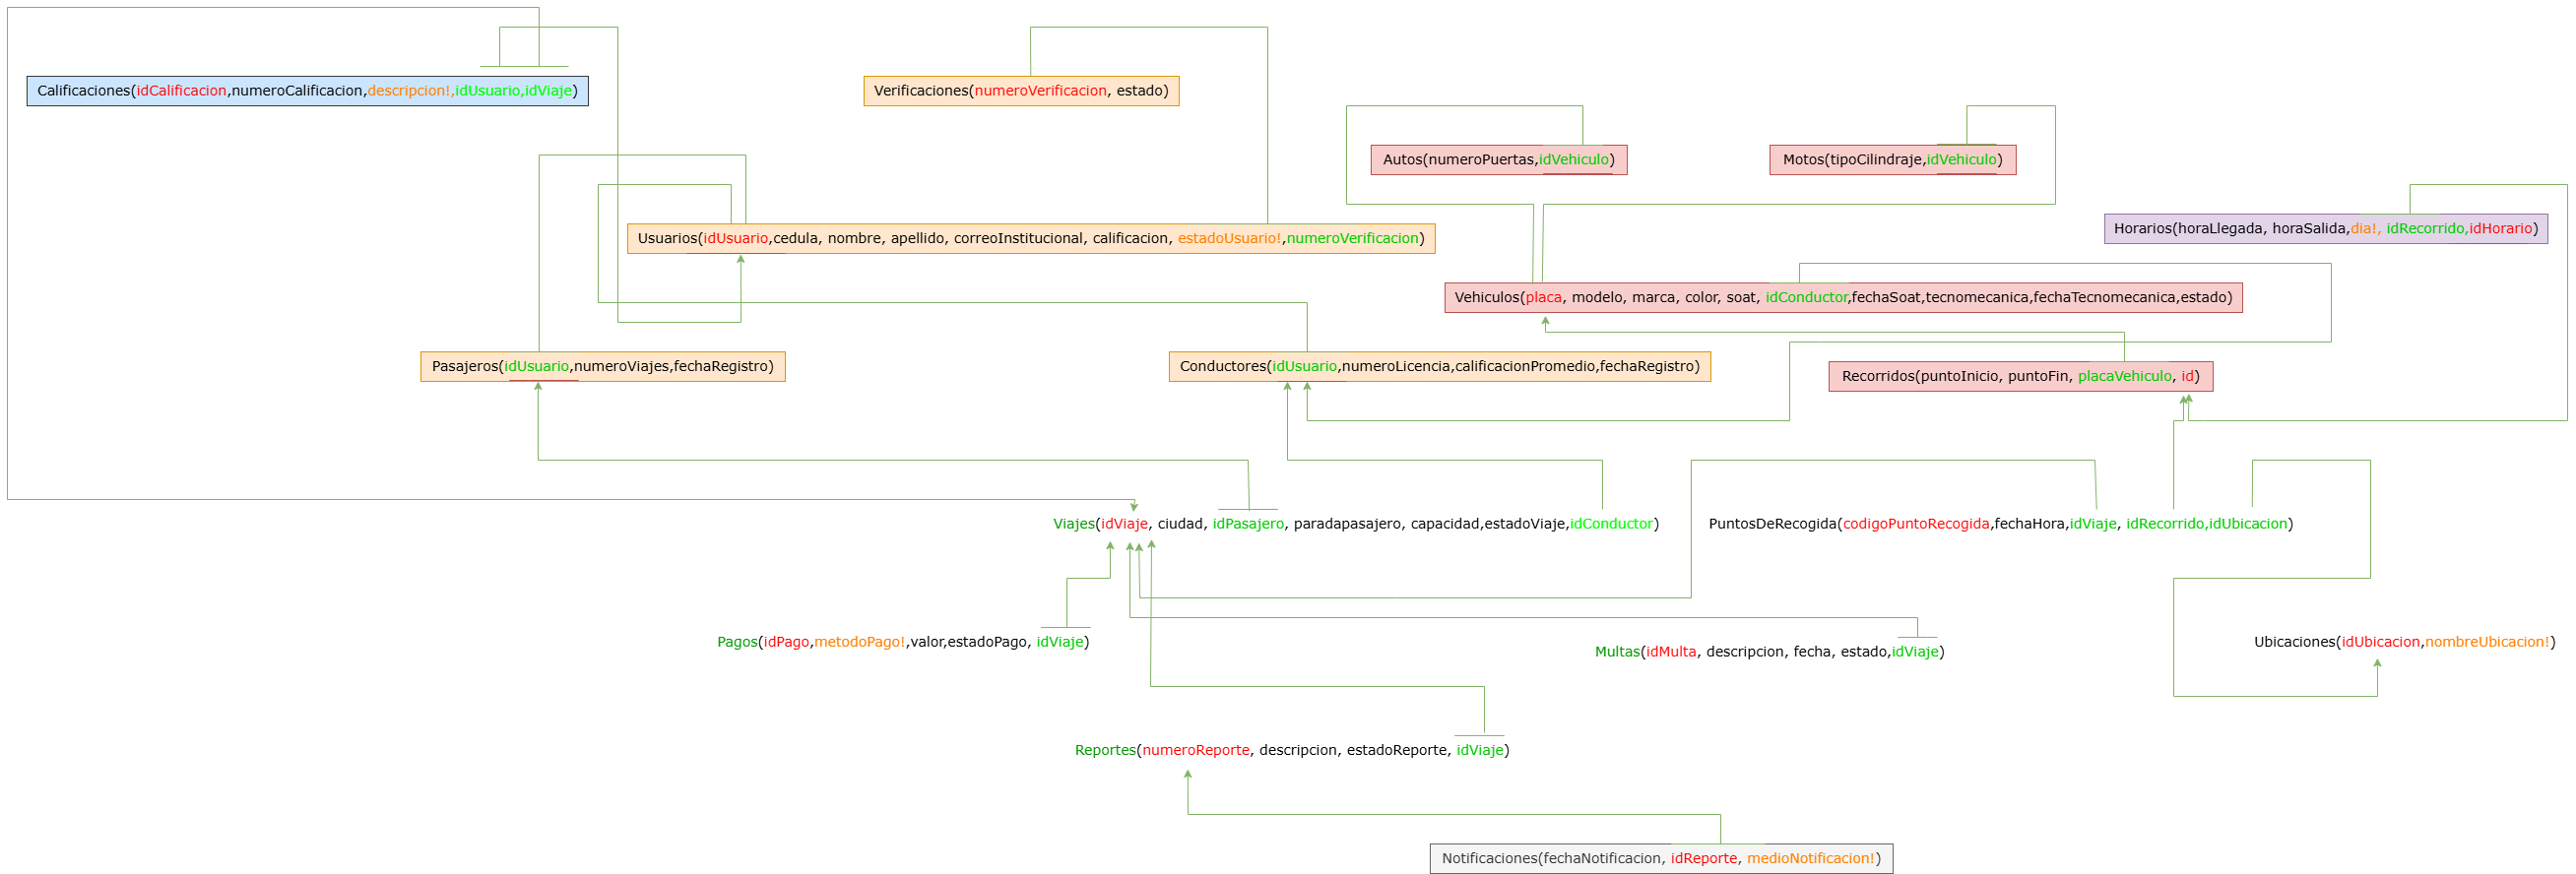 Calificaciones(idCalificacion,numeroCalificacion,descripcion!,idUsuario,idViaje)
Verificaciones(numeroVerificacion, estado)
Autos(numeroPuertas,idVehiculo)
Motos(tipoCilindraje,idVehiculo)
Horarios(horaLlegada, horaSalida,dia!, idRecorrido,idHorario)
Usuarios(idUsuario,cedula, nombre, apellido, correoInstitucional, calificacion, estadoUsuario!,numeroVerificacion)
Vehiculos(placa, modelo, marca, color, soat, idConductor,fechaSoat,tecnomecanica,fechaTecnomecanica,estado)
Pasajeros(idUsuario,numeroViajes,fechaRegistro)
Conductores(idUsuario,numeroLicencia,calificacionPromedio,fechaRegistro)
Recorridos(puntoInicio, puntoFin, placaVehiculo, id)
Viajes(idViaje, ciudad, idPasajero, paradapasajero, capacidad,estadoViaje,idConductor)
PuntosDeRecogida(codigoPuntoRecogida,fechaHora,idViaje, idRecorrido,idUbicacion)
Pagos(idPago,metodoPago!,valor,estadoPago, idViaje)
Multas(idMulta, descripcion, fecha, estado,idViaje)
Ubicaciones(idUbicacion,nombreUbicacion!)
Reportes(numeroReporte, descripcion, estadoReporte, idViaje)
Notificaciones(fechaNotificacion, idReporte, medioNotificacion!)